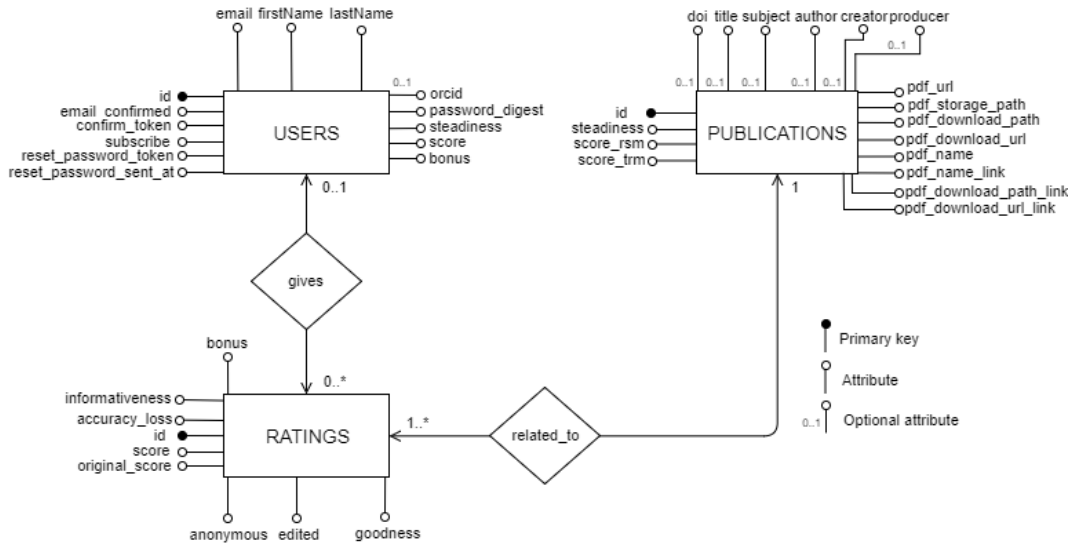 email firstName lastName
0..1
id
email_confirmed
confirm_token
subscribe
reset_password_token
reset_password_sent_at
USERS
orcid
password_digest
steadiness
score
bonus
0..1
gives
0..*
doi title subject author creator producer
0..1
0..1 0..1 0..1 0..1 0..1
id
steadiness
score_rsm
score_trm
PUBLICATIONS
pdf_url
pdf_storage_path
pdf_download_path
pdf_download_url
pdf_name
pdf_name_link
pdf_download_path_link
pdf_download_url_link
1
bonus
informativeness
accuracy_loss
id
score
original_score
RATINGS
1..*
related_to
anonymous edited goodness
Primary key
Attribute
0..1 Optional attribute